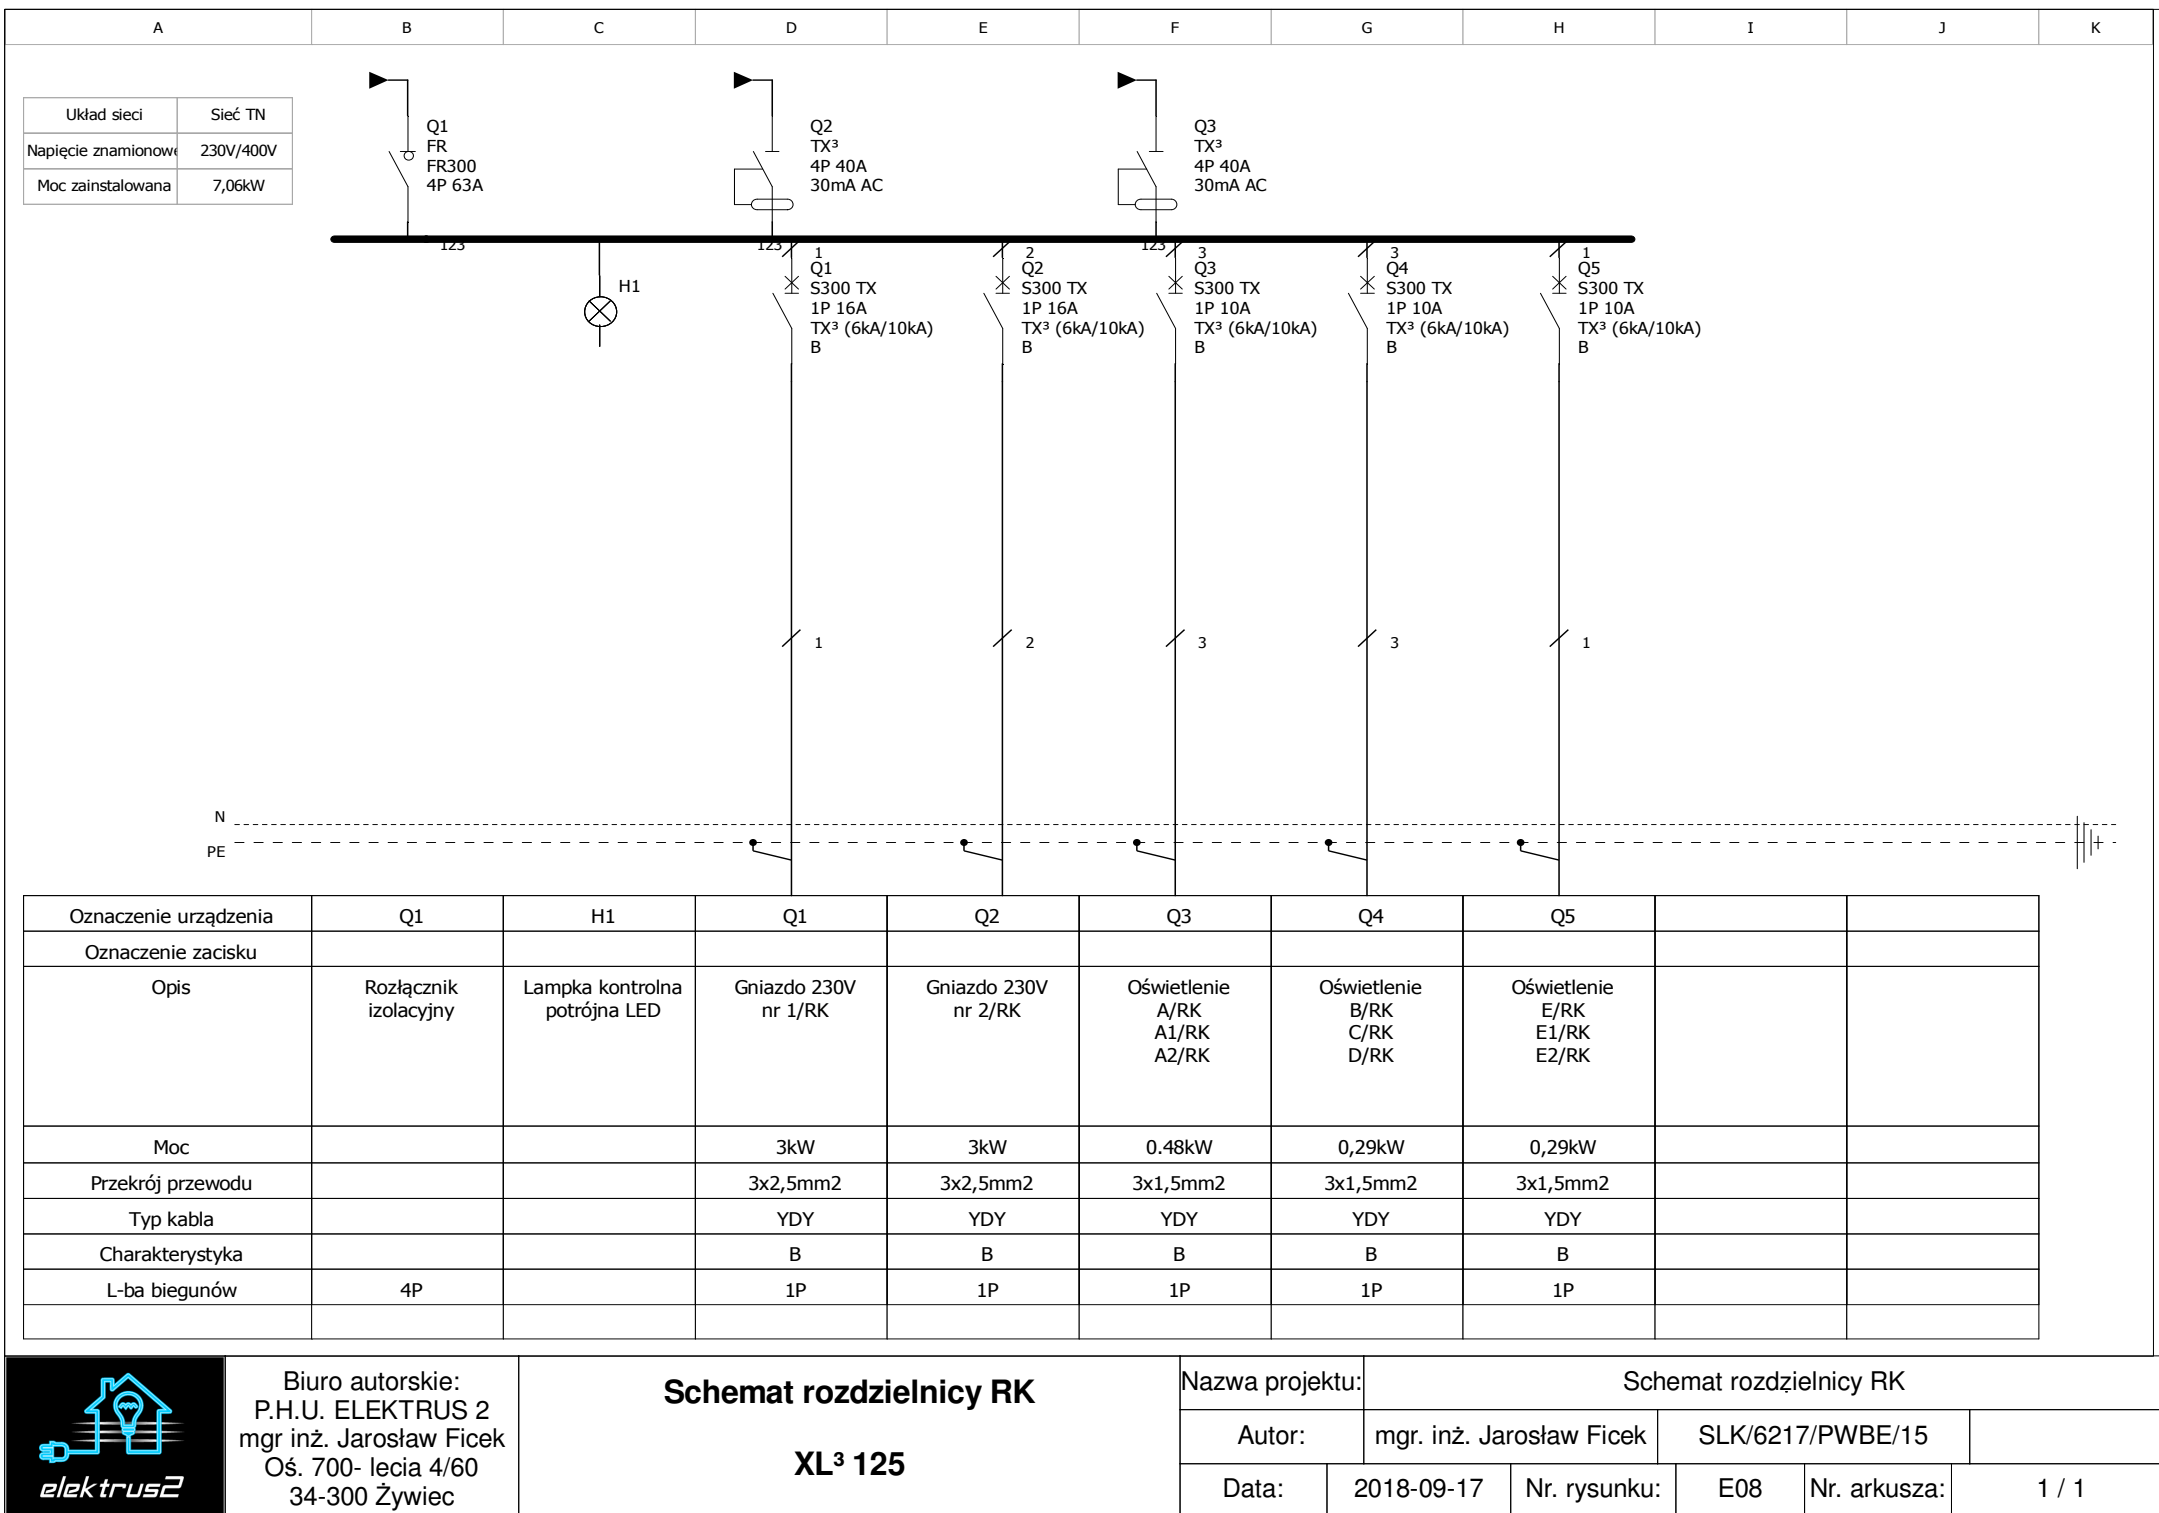 A B C D E F G H I J K
Układ sieci Sieć TN
Napięcie znamionowe 230V/400V
Moc zainstalowana 7,06kW
Q1
FR
FR300
4P 63A
Q2
TX³
4P 40A
30mA AC
Q3
TX³
4P 40A
30mA AC
123 123 123
H1
1
Q1
S300 TX
1P 16A
TX³ (6kA/10kA)
B
2
Q2
S300 TX
1P 16A
TX³ (6kA/10kA)
B
3
Q3
S300 TX
1P 10A
TX³ (6kA/10kA)
B
3
Q4
S300 TX
1P 10A
TX³ (6kA/10kA)
B
1
Q5
S300 TX
1P 10A
TX³ (6kA/10kA)
B
1 2 3 3 1
N
PE
Oznaczenie urządzenia Q1 H1 Q1 Q2 Q3 Q4 Q5
Oznaczenie zacisku
Opis
Rozłącznik
izolacyjny
Lampka kontrolna
potrójna LED
Gniazdo 230V
nr 1/RK
Gniazdo 230V
nr 2/RK
Oświetlenie
A/RK
A1/RK
A2/RK
Oświetlenie
B/RK
C/RK
D/RK
Oświetlenie
E/RK
E1/RK
E2/RK
Moc 3kW 3kW 0.48kW 0,29kW 0,29kW
Przekrój przewodu 3x2,5mm2 3x2,5mm2 3x1,5mm2 3x1,5mm2 3x1,5mm2
Typ kabla YDY YDY YDY YDY YDY
Charakterystyka B B B B B
L-ba biegunów 4P 1P 1P 1P 1P 1P
elektrus2
Biuro autorskie:
P.H.U. ELEKTRUS 2
mgr inż. Jarosław Ficek
Oś. 700- lecia 4/60
34-300 Żywiec
Schemat rozdzielnicy RK
XL³ 125
Nazwa projektu: Schemat rozdzielnicy RK
Autor: mgr. inż. Jarosław Ficek SLK/6217/PWBE/15
Data: 2018-09-17 Nr. rysunku: E08 Nr. arkusza: 1 / 1